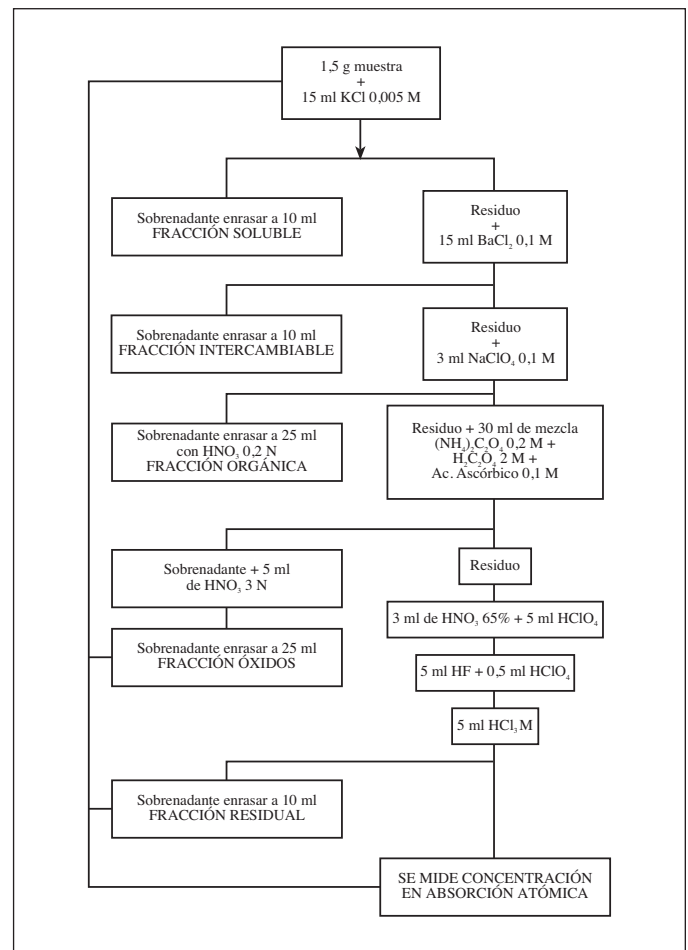 1,5 g muestra
+
15 ml KCl 0,005 M
Sobrenadante enrasar a 10 ml
FRACCIÓN SOLUBLE
Residuo
+
15 ml BaCl₂ 0,1 M
Sobrenadante enrasar a 10 ml
FRACCIÓN INTERCAMBIABLE
Residuo
+
3 ml NaClO₄ 0,1 M
Sobrenadante enrasar a 25 ml
con HNO₃ 0,2 N
FRACCIÓN ORGÁNICA
Residuo + 30 ml de mezcla
(NH₄)₂C₂O₄ 0,2 M +
H₂C₂O₄ 2 M +
Ac. Ascórbico 0,1 M
Sobrenadante + 5 ml
de HNO₃ 3 N
Residuo
3 ml de HNO₃ 65% + 5 ml HClO₄
Sobrenadante enrasar a 25 ml
FRACCIÓN ÓXIDOS
5 ml HF + 0,5 ml HClO₄
5 ml HCl₃ M
Sobrenadante enrasar a 10 ml
FRACCIÓN RESIDUAL
SE MIDE CONCENTRACIÓN
EN ABSORCIÓN ATÓMICA